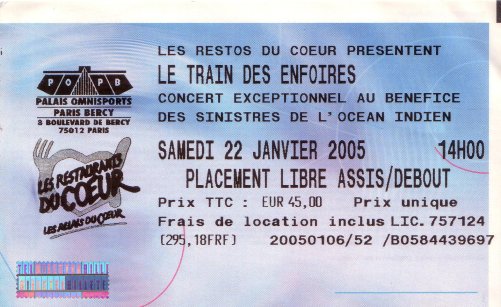 LES RESTOS DU COEUR PRESENTENT
LE TRAIN DES ENFOIRES
CONCERT EXCEPTIONNEL AU BENEFICE
DES SINISTRES DE L'OCEAN INDIEN
SAMEDI 22 JANVIER 2005 14H00
PLACEMENT LIBRE ASSIS/DEBOUT
Prix TTC : EUR 45,00 Prix unique
Frais de location inclus LIC. 757124
(295,18FRF) 20050106/52 /B0584439697
POPB
PALAIS OMNISPORTS
PARIS BERCY
8 BOULEVARD DE BERCY
75012 PARIS
LES RESTAURANTS
DU CŒUR
LES RELAIS DU CŒUR